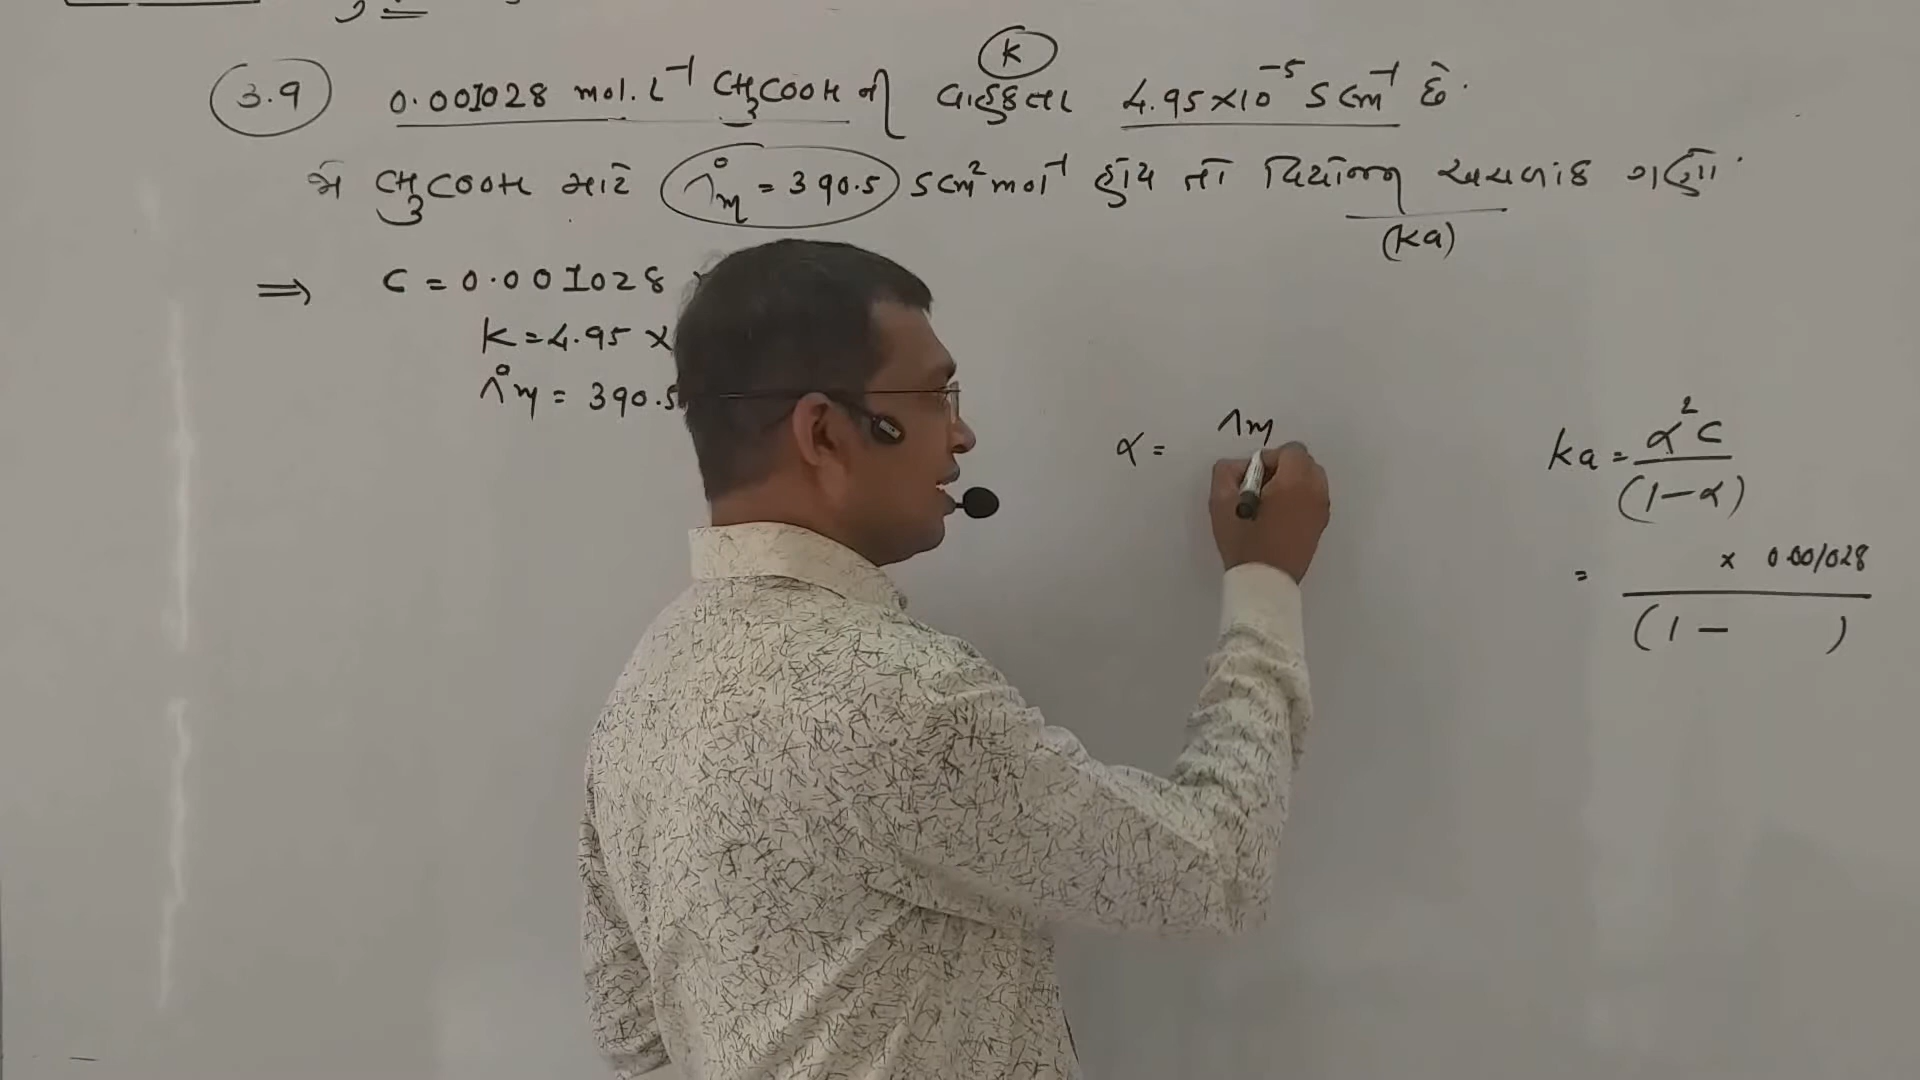 3.9 0.001028 mol. L⁻¹ CH₃COOH ની વાહકતા (K) 4.95 × 10⁻⁵ S cm⁻¹ છે.
જો CH₃COOH માટે Λ°m = 390.5 S cm² mol⁻¹ હોય તો વિયોજન અચળાંક ગણો.
(Ka)
⇒ C = 0.001028
K = 4.95 ×
Λ°m = 390.5
α = Λm
Ka = α²C / (1 − α)
= × 0.001028 / (1 − )